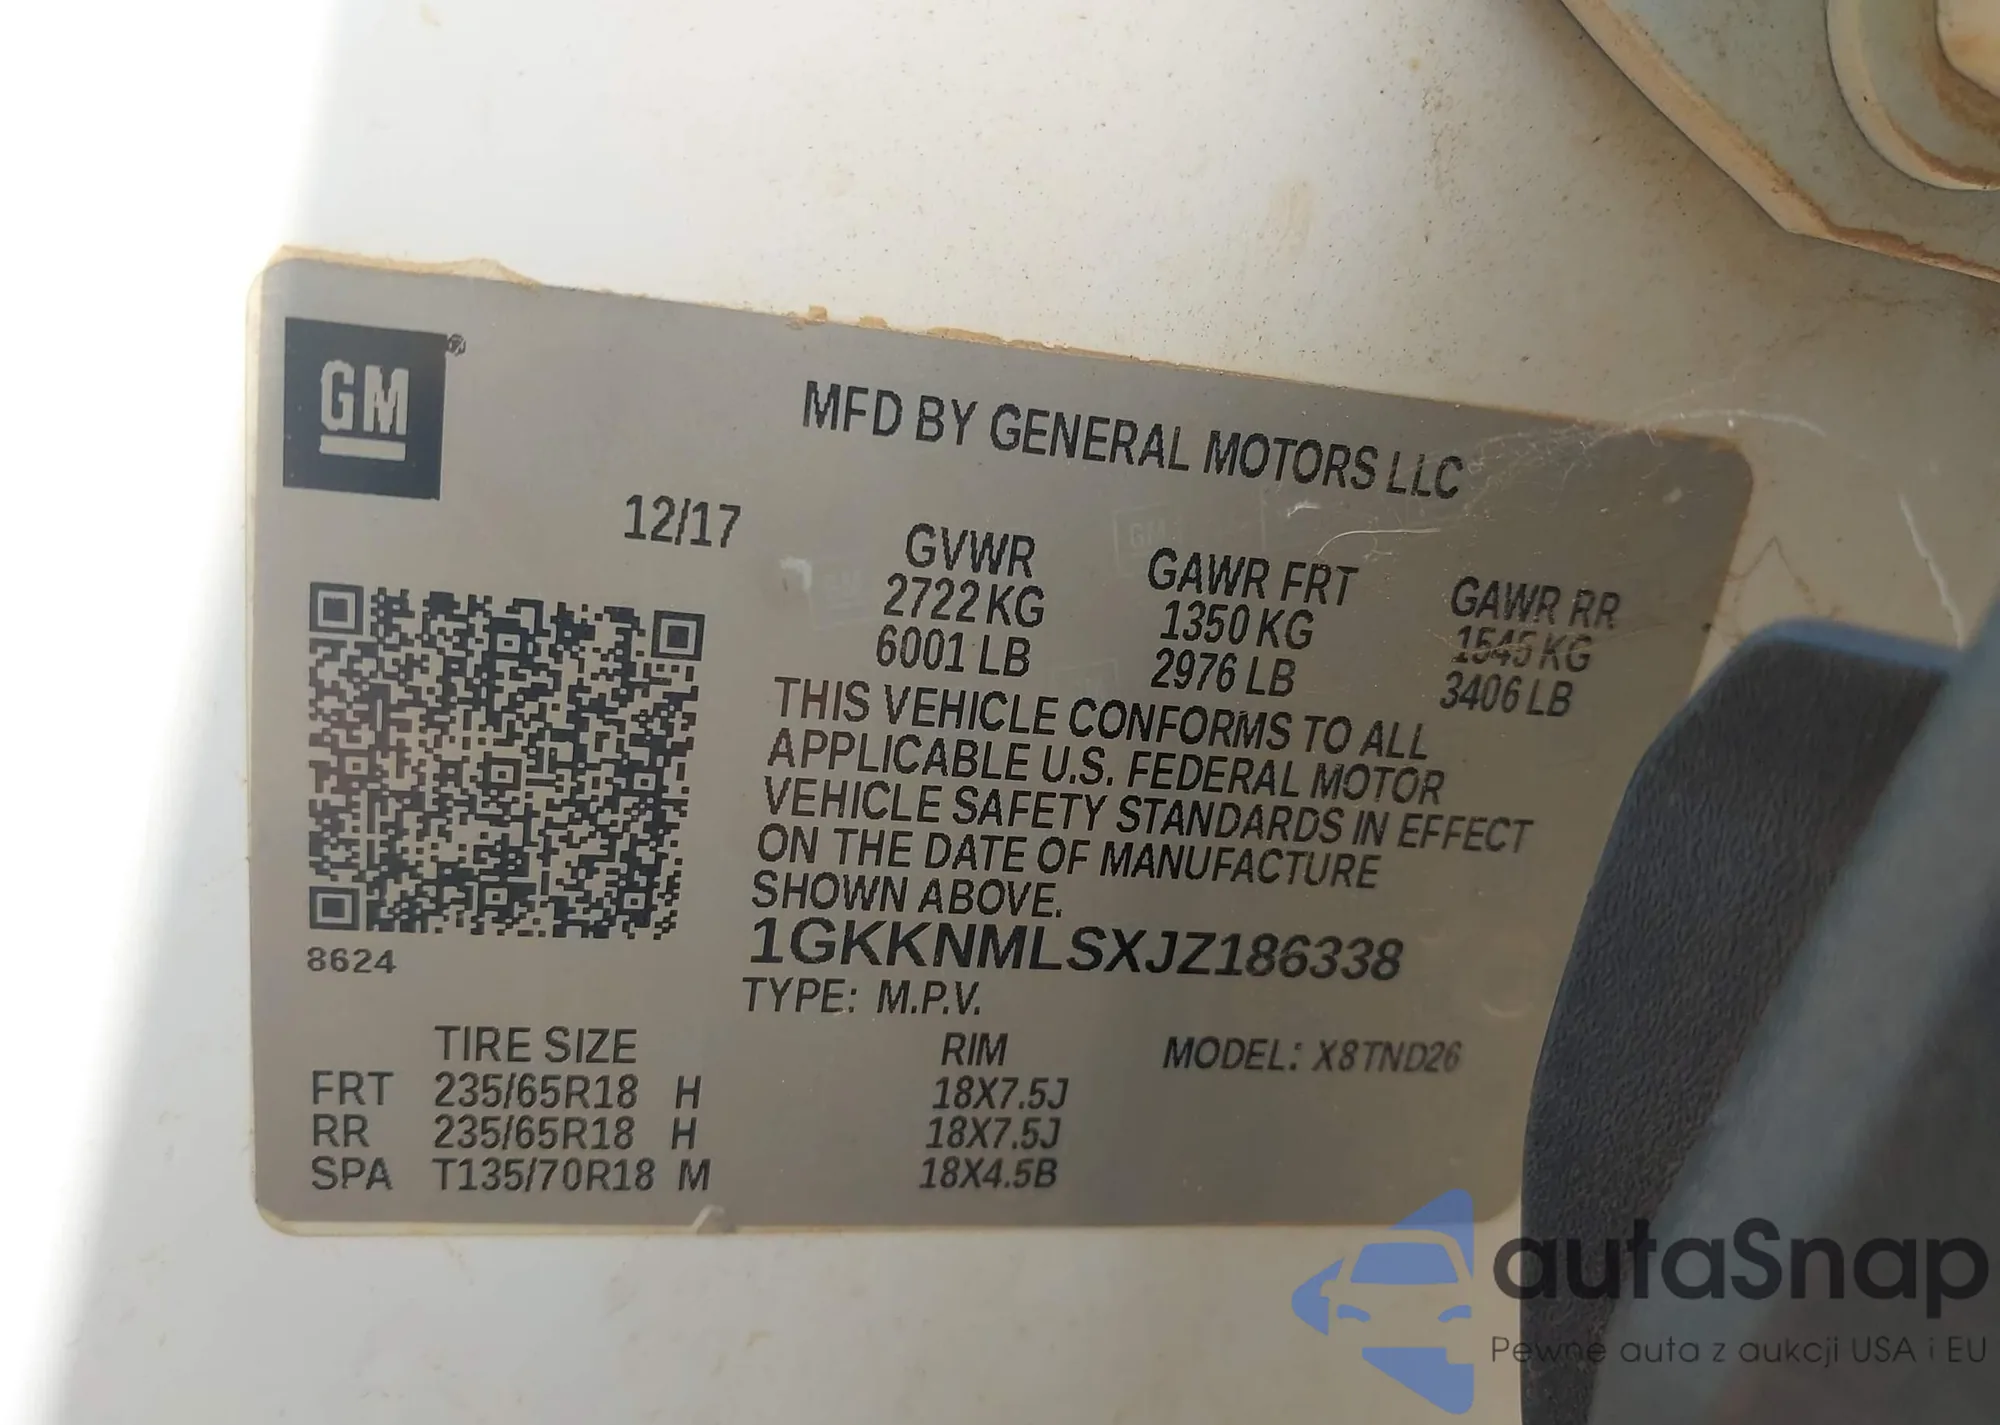 GM®
MFD BY GENERAL MOTORS LLC
12/17
GVWR GAWR FRT GAWR RR
2722 KG 1350 KG 1545 KG
6001 LB 2976 LB 3406 LB
THIS VEHICLE CONFORMS TO ALL
APPLICABLE U.S. FEDERAL MOTOR
VEHICLE SAFETY STANDARDS IN EFFECT
ON THE DATE OF MANUFACTURE
SHOWN ABOVE.
8624
1GKKNMLSXJZ186338
TYPE: M.P.V.
TIRE SIZE RIM MODEL: X8TND26
FRT 235/65R18 H 18X7.5J
RR 235/65R18 H 18X7.5J
SPA T135/70R18 M 18X4.5B
autaSnap
Pewne auta z aukcji USA i EU